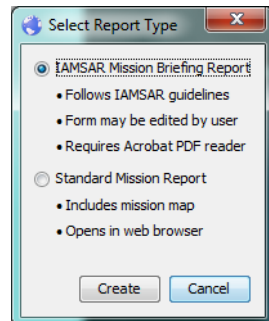 Select Report Type
IAMSAR Mission Briefing Report
• Follows IAMSAR guidelines
• Form may be edited by user
• Requires Acrobat PDF reader
Standard Mission Report
• Includes mission map
• Opens in web browser
Create Cancel